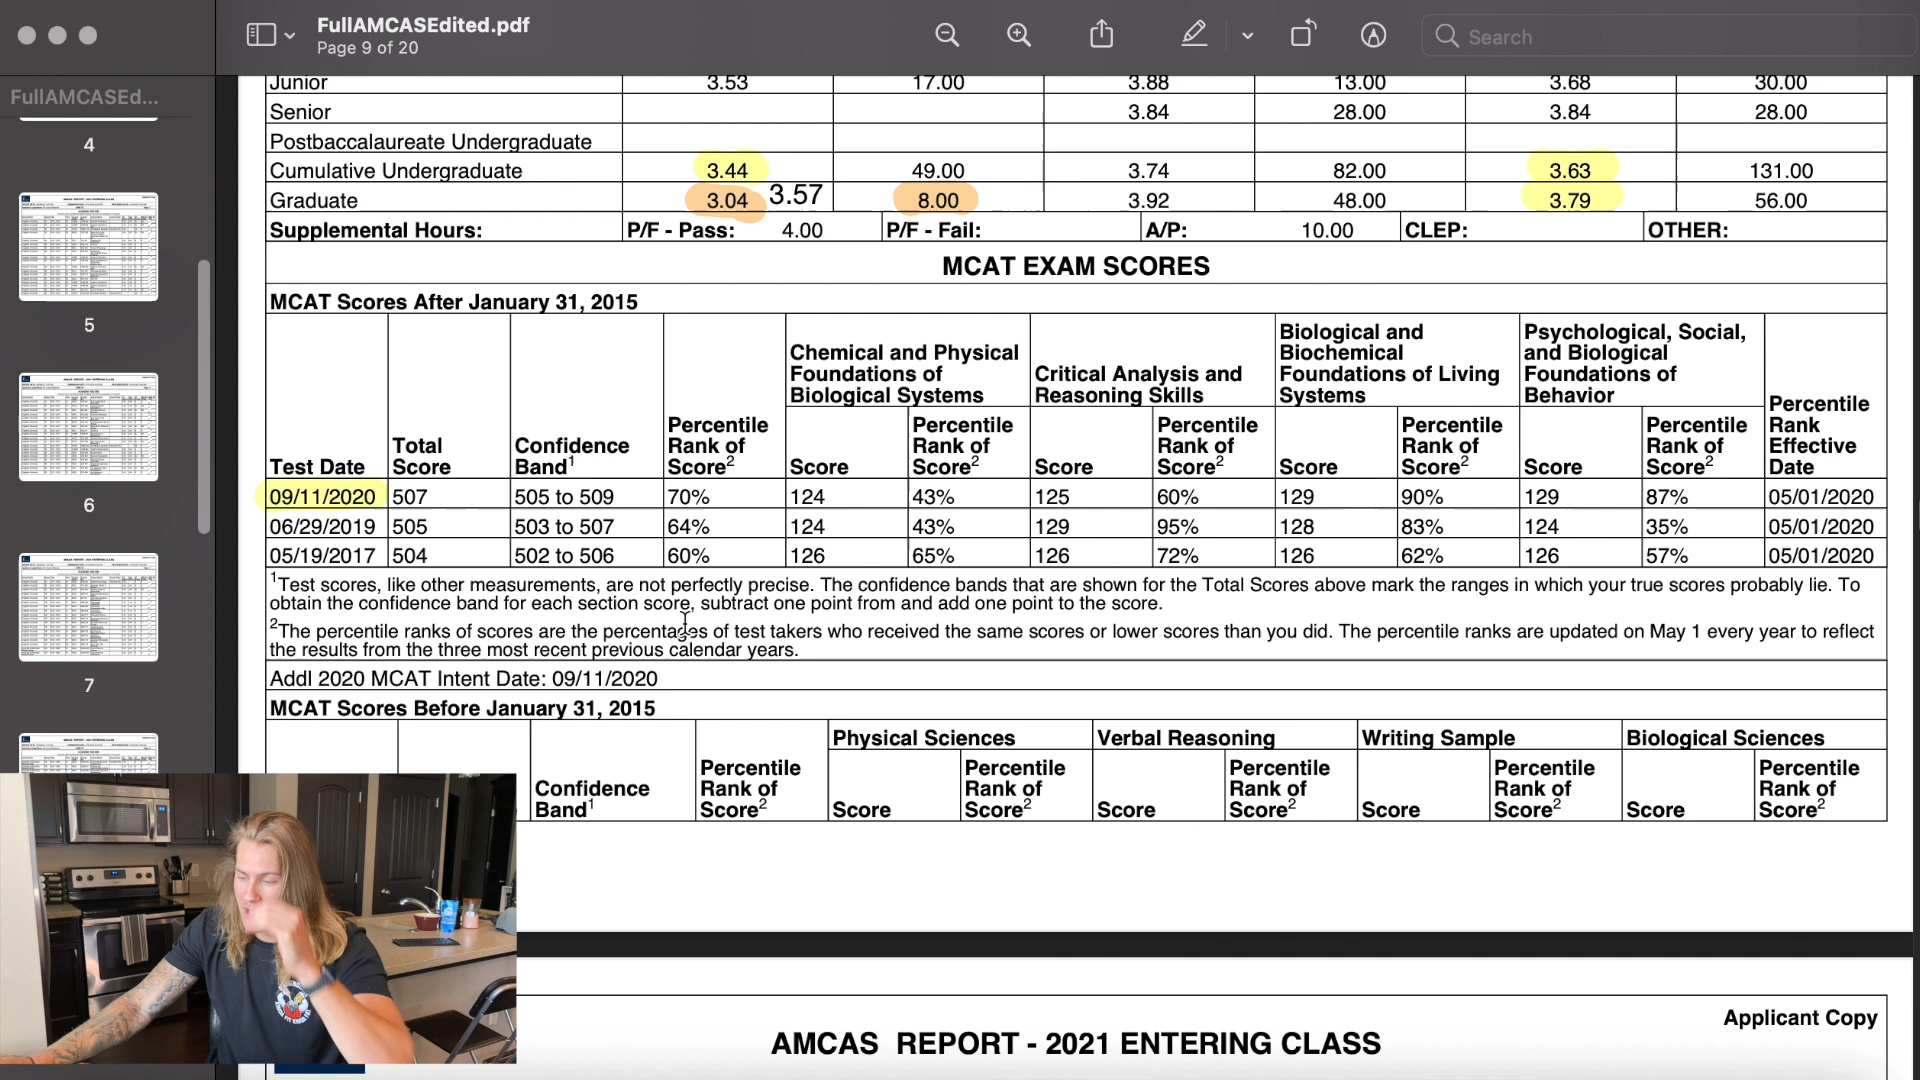 FullAMCASEdited.pdf
Page 9 of 20
Search
FullAMCASEd...
4
5
6
7
Junior 3.53 17.00 3.88 13.00 3.68 30.00
Senior 3.84 28.00 3.84 28.00
Postbaccalaureate Undergraduate
Cumulative Undergraduate 3.44 49.00 3.74 82.00 3.63 131.00
Graduate 3.04 3.57 8.00 3.92 48.00 3.79 56.00
Supplemental Hours: P/F - Pass: 4.00 P/F - Fail: A/P: 10.00 CLEP: OTHER:
MCAT EXAM SCORES
MCAT Scores After January 31, 2015
Chemical and Physical
Foundations of
Biological Systems
Critical Analysis and
Reasoning Skills
Biological and
Biochemical
Foundations of Living
Systems
Psychological, Social,
and Biological
Foundations of
Behavior
Test Date
Total
Score
Confidence
Band1
Percentile
Rank of
Score2
Score
Percentile
Rank of
Score2
Score
Percentile
Rank of
Score2
Score
Percentile
Rank of
Score2
Score
Percentile
Rank of
Score2
Percentile
Rank
Effective
Date
09/11/2020 507 505 to 509 70% 124 43% 125 60% 129 90% 129 87% 05/01/2020
06/29/2019 505 503 to 507 64% 124 43% 129 95% 128 83% 124 35% 05/01/2020
05/19/2017 504 502 to 506 60% 126 65% 126 72% 126 62% 126 57% 05/01/2020
1Test scores, like other measurements, are not perfectly precise. The confidence bands that are shown for the Total Scores above mark the ranges in which your true scores probably lie. To
obtain the confidence band for each section score, subtract one point from and add one point to the score.
2The percentile ranks of scores are the percentages of test takers who received the same scores or lower scores than you did. The percentile ranks are updated on May 1 every year to reflect
the results from the three most recent previous calendar years.
Addl 2020 MCAT Intent Date: 09/11/2020
MCAT Scores Before January 31, 2015
Physical Sciences Verbal Reasoning Writing Sample Biological Sciences
Confidence
Band1
Percentile
Rank of
Score2
Score
Percentile
Rank of
Score2
Score
Percentile
Rank of
Score2
Score
Percentile
Rank of
Score2
Score
Percentile
Rank of
Score2
Applicant Copy
AMCAS REPORT - 2021 ENTERING CLASS